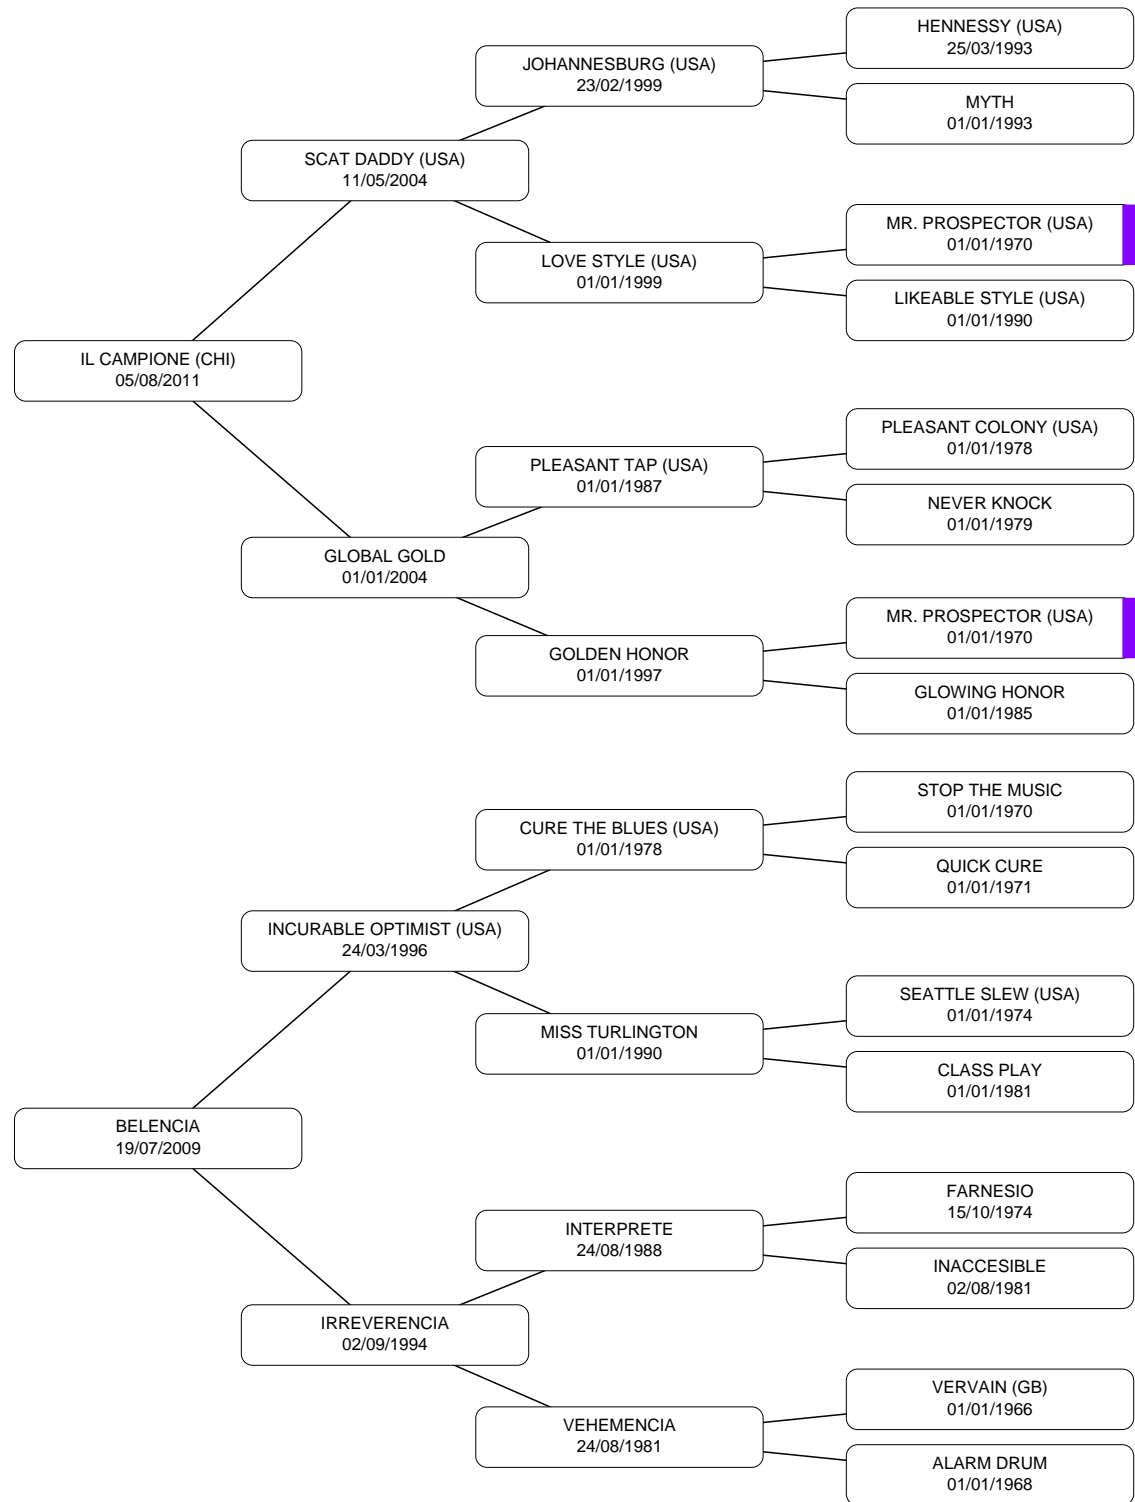 HENNESSY (USA)
25/03/1993
JOHANNESBURG (USA)
23/02/1999
MYTH
01/01/1993
SCAT DADDY (USA)
11/05/2004
MR. PROSPECTOR (USA)
01/01/1970
LOVE STYLE (USA)
01/01/1999
LIKEABLE STYLE (USA)
01/01/1990
IL CAMPIONE (CHI)
05/08/2011
PLEASANT COLONY (USA)
01/01/1978
PLEASANT TAP (USA)
01/01/1987
NEVER KNOCK
01/01/1979
GLOBAL GOLD
01/01/2004
MR. PROSPECTOR (USA)
01/01/1970
GOLDEN HONOR
01/01/1997
GLOWING HONOR
01/01/1985
STOP THE MUSIC
01/01/1970
CURE THE BLUES (USA)
01/01/1978
QUICK CURE
01/01/1971
INCURABLE OPTIMIST (USA)
24/03/1996
SEATTLE SLEW (USA)
01/01/1974
MISS TURLINGTON
01/01/1990
CLASS PLAY
01/01/1981
BELENCIA
19/07/2009
FARNESIO
15/10/1974
INTERPRETE
24/08/1988
INACCESIBLE
02/08/1981
IRREVERENCIA
02/09/1994
VERVAIN (GB)
01/01/1966
VEHEMENCIA
24/08/1981
ALARM DRUM
01/01/1968